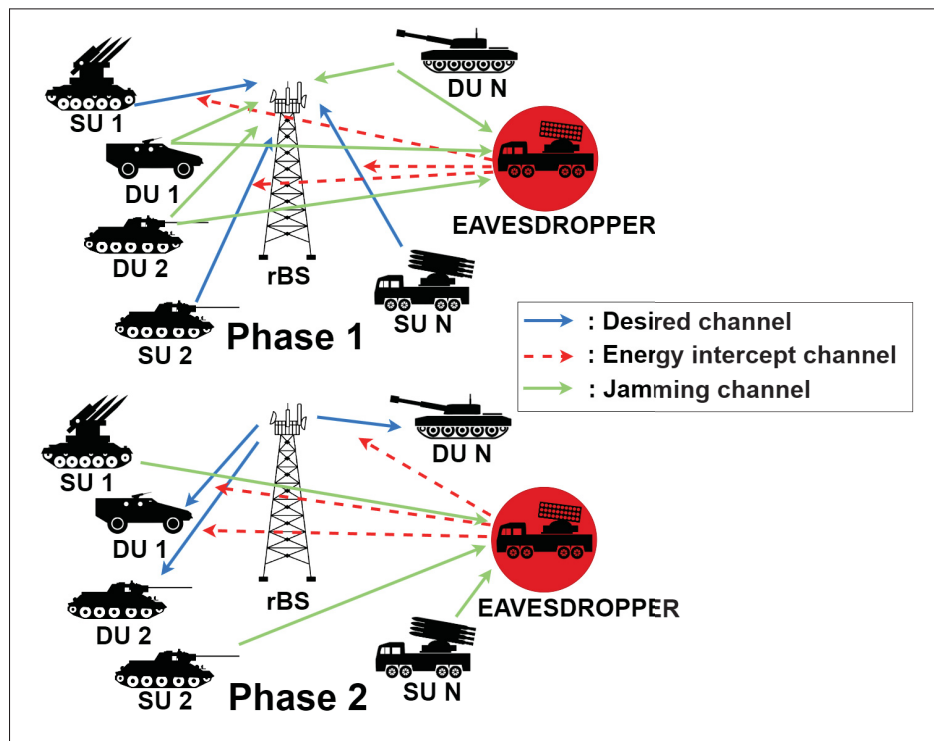 DU N
SU 1
DU 1
EAVESDROPPER
DU 2
rBS
SU N
SU 2
Phase 1
: Desired channel
: Energy intercept channel
: Jamming channel
DU N
SU 1
DU 1
rBS
EAVESDROPPER
DU 2
SU 2
SU N
Phase 2